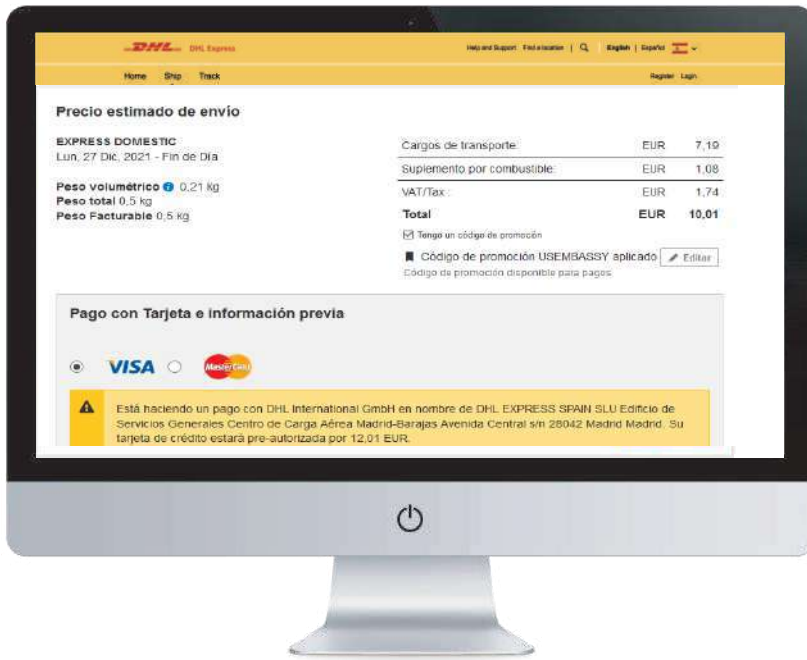 DHL DHL Express
Help and Support Find a location | English | Español
Home Ship Track
Register Login
Precio estimado de envío
EXPRESS DOMESTIC
Lun, 27 Dic, 2021 - Fin de Día
Peso volumétrico 0,21 Kg
Peso total 0,5 kg
Peso Facturable 0,5 Kg
Cargos de transporte: EUR 7,19
Suplemento por combustible: EUR 1,08
VAT/Tax : EUR 1,74
Total EUR 10,01
Tengo un código de promoción
Código de promoción USEMBASSY aplicado Editar
Código de promoción disponible para pagos
Pago con Tarjeta e información previa
VISA MasterCard
Está haciendo un pago con DHL International GmbH en nombre de DHL EXPRESS SPAIN SLU Edificio de
Servicios Generales Centro de Carga Aérea Madrid-Barajas Avenida Central s/n 28042 Madrid Madrid. Su
tarjeta de crédito estará pre-autorizada por 12,01 EUR.